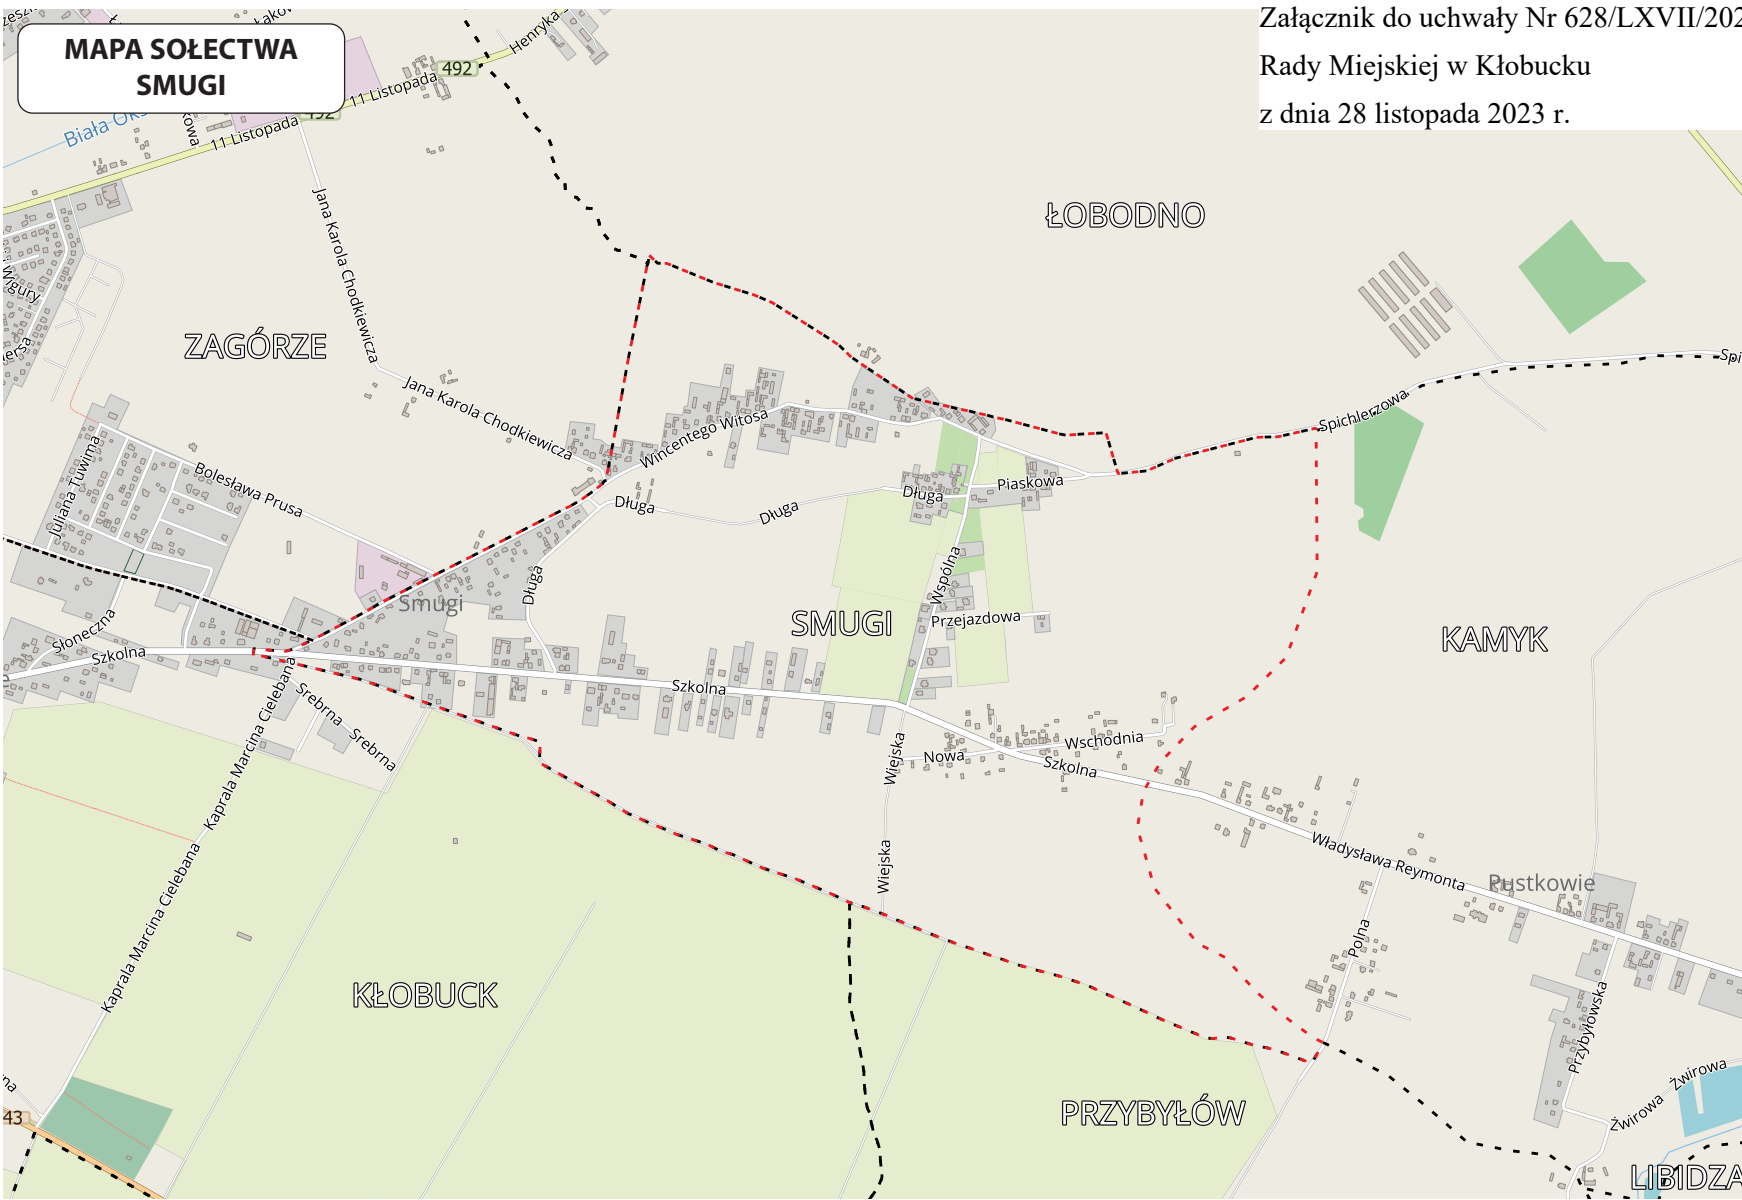 MAPA SOŁECTWA
SMUGI
Załącznik do uchwały Nr 628/LXVII/202
Rady Miejskiej w Kłobucku
z dnia 28 listopada 2023 r.
Henryka
492
11 Listopada
492
11 Listopada
Biała
Jana Karola Chodkiewicza
ŁOBODNO
ZAGÓRZE
Jana Karola Chodkiewicza
Wincentego Witosa
Spichlerzowa
Juliana Tuwima
Bolesława Prusa
Długa
Długa
Długa
Piaskowa
Długa
Wspólna
Smugi
SMUGI
Przejazdowa
KAMYK
Słoneczna
Szkolna
Szkolna
Srebrna
Srebrna
Kaprala Marcina Cielebana
Kaprala Marcina Cielebana
Wiejska
Wiejska
Nowa
Wschodnia
Szkolna
Władysława Reymonta
Pustkowie
Polna
Przybyłowska
KŁOBUCK
PRZYBYŁÓW
Żwirowa
Żwirowa
43
LIBIDZA